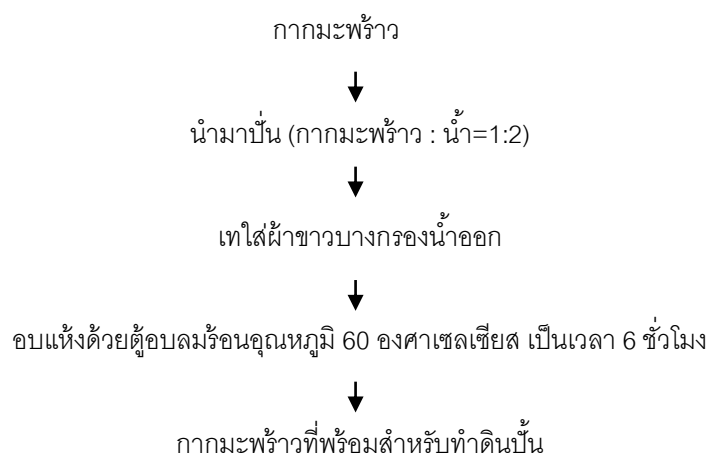 กากมะพร้าว
นำมาปั่น (กากมะพร้าว : น้ำ=1:2)
เทใส่ผ้าขาวบางกรองน้ำออก
อบแห้งด้วยตู้อบลมร้อนอุณหภูมิ 60 องศาเซลเซียส เป็นเวลา 6 ชั่วโมง
กากมะพร้าวที่พร้อมสำหรับทำดินปั้น